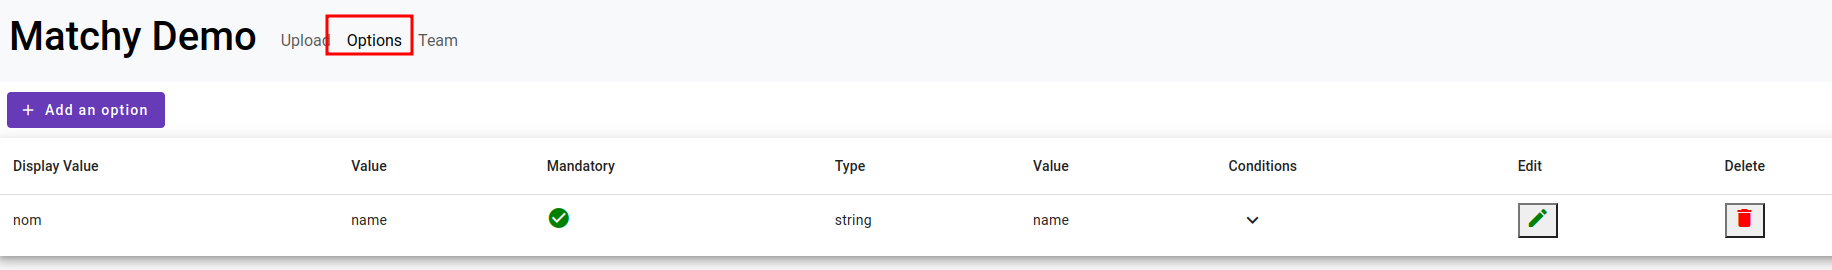 Matchy Demo Upload Options Team
+ Add an option
Display Value Value Mandatory Type Value Conditions Edit Delete
nom name string name